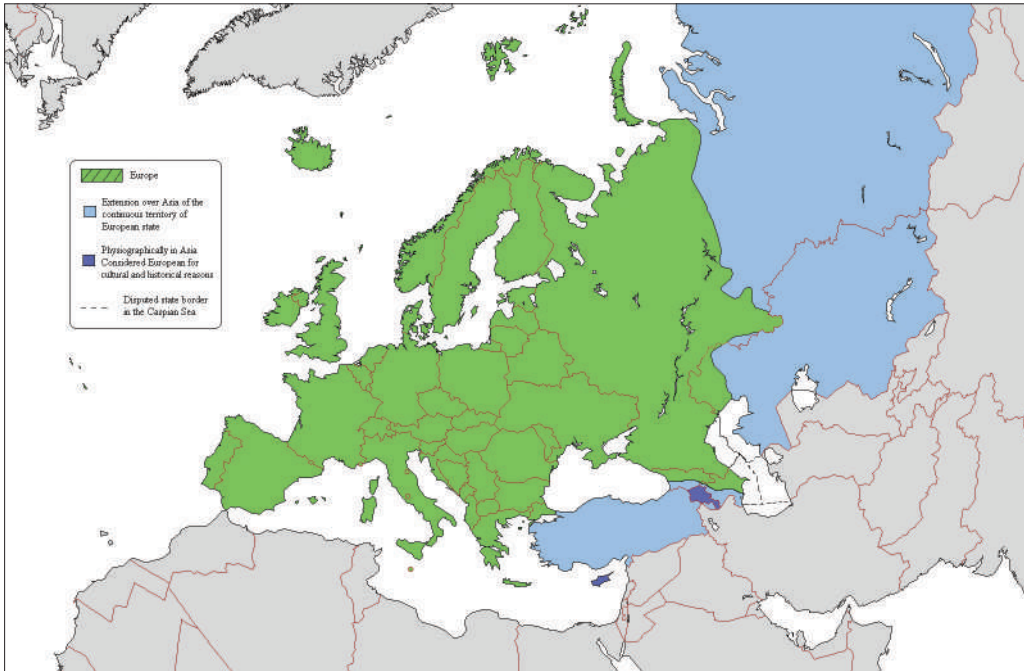 Europe
Extension over Asia of the
continuous territory of
European state
Physiographically in Asia
Considered European for
cultural and historical reasons
Disputed state border
in the Caspian Sea